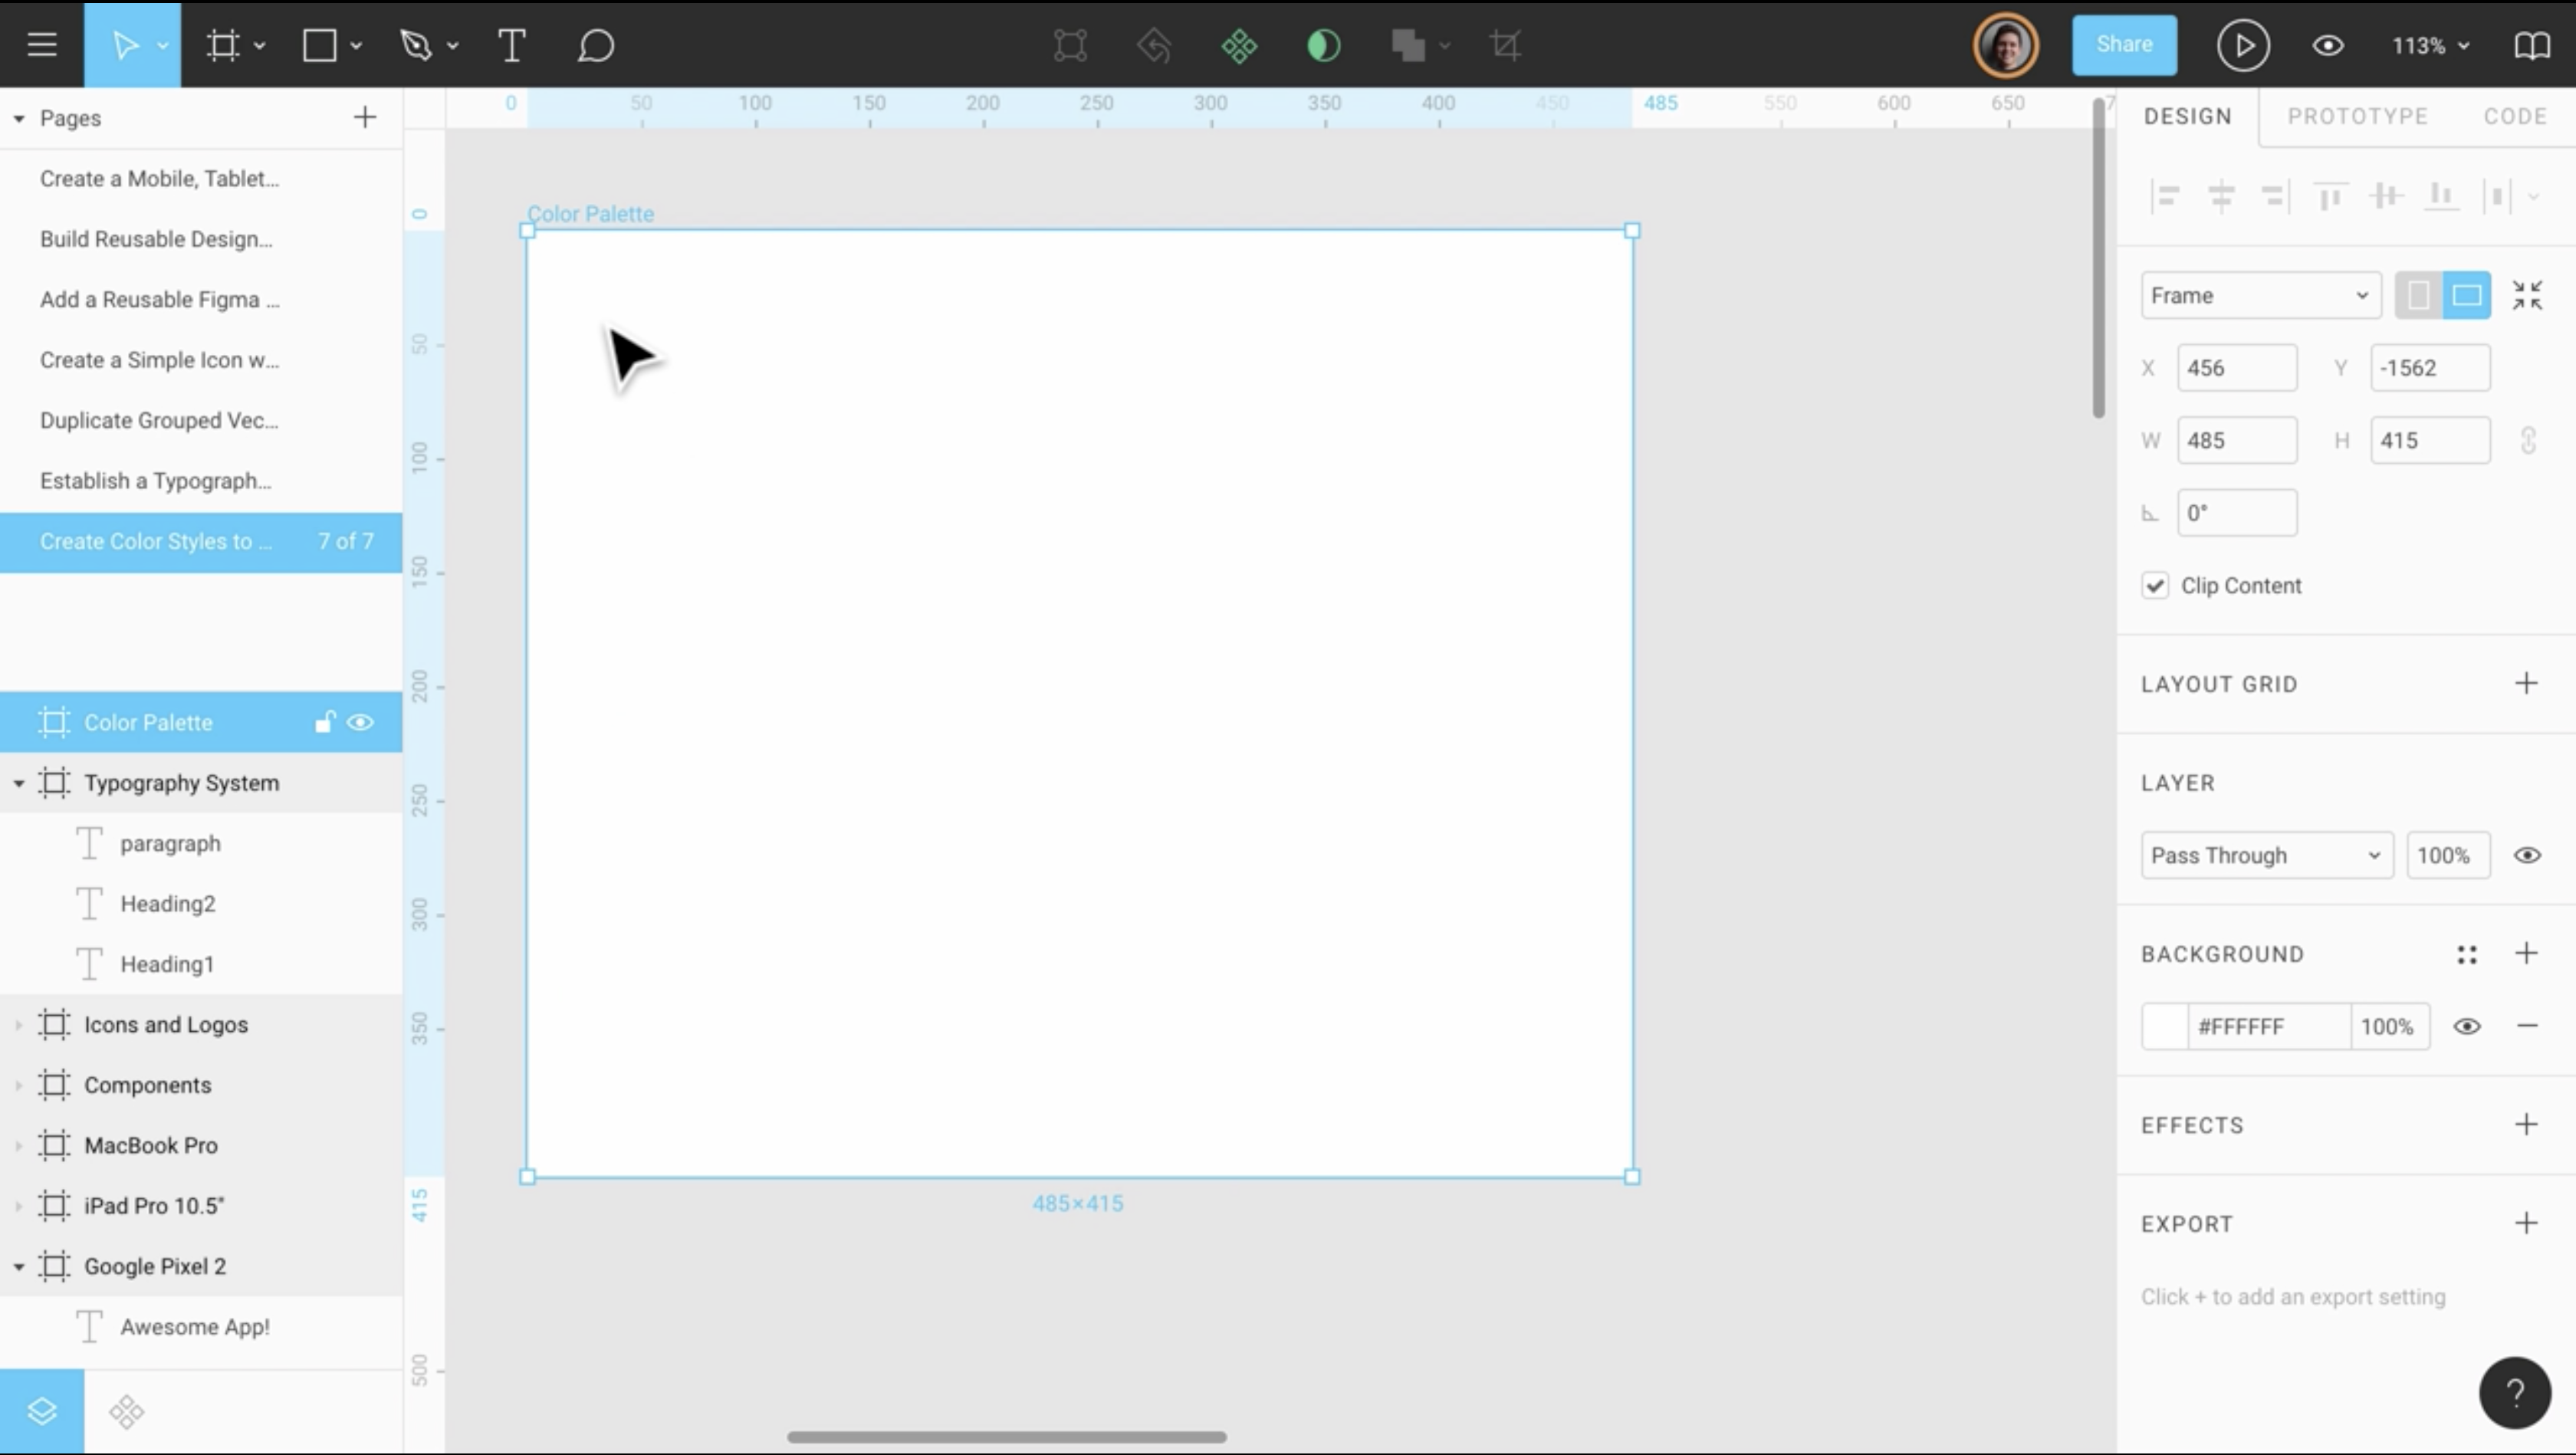 Share
113%
Pages
Create a Mobile, Tablet...
Build Reusable Design...
Add a Reusable Figma ...
Create a Simple Icon w...
Duplicate Grouped Vec...
Establish a Typograph...
Create Color Styles to ... 7 of 7
Color Palette
Typography System
paragraph
Heading2
Heading1
Icons and Logos
Components
MacBook Pro
iPad Pro 10.5"
Google Pixel 2
Awesome App!
0 50 100 150 200 250 300 350 400 450 485 550 600 650 7
0
50
100
150
200
250
300
350
415
500
Color Palette
485×415
DESIGN PROTOTYPE CODE
Frame
X 456 Y -1562
W 485 H 415
0°
Clip Content
LAYOUT GRID
LAYER
Pass Through 100%
BACKGROUND
#FFFFFF 100%
EFFECTS
EXPORT
Click + to add an export setting
?